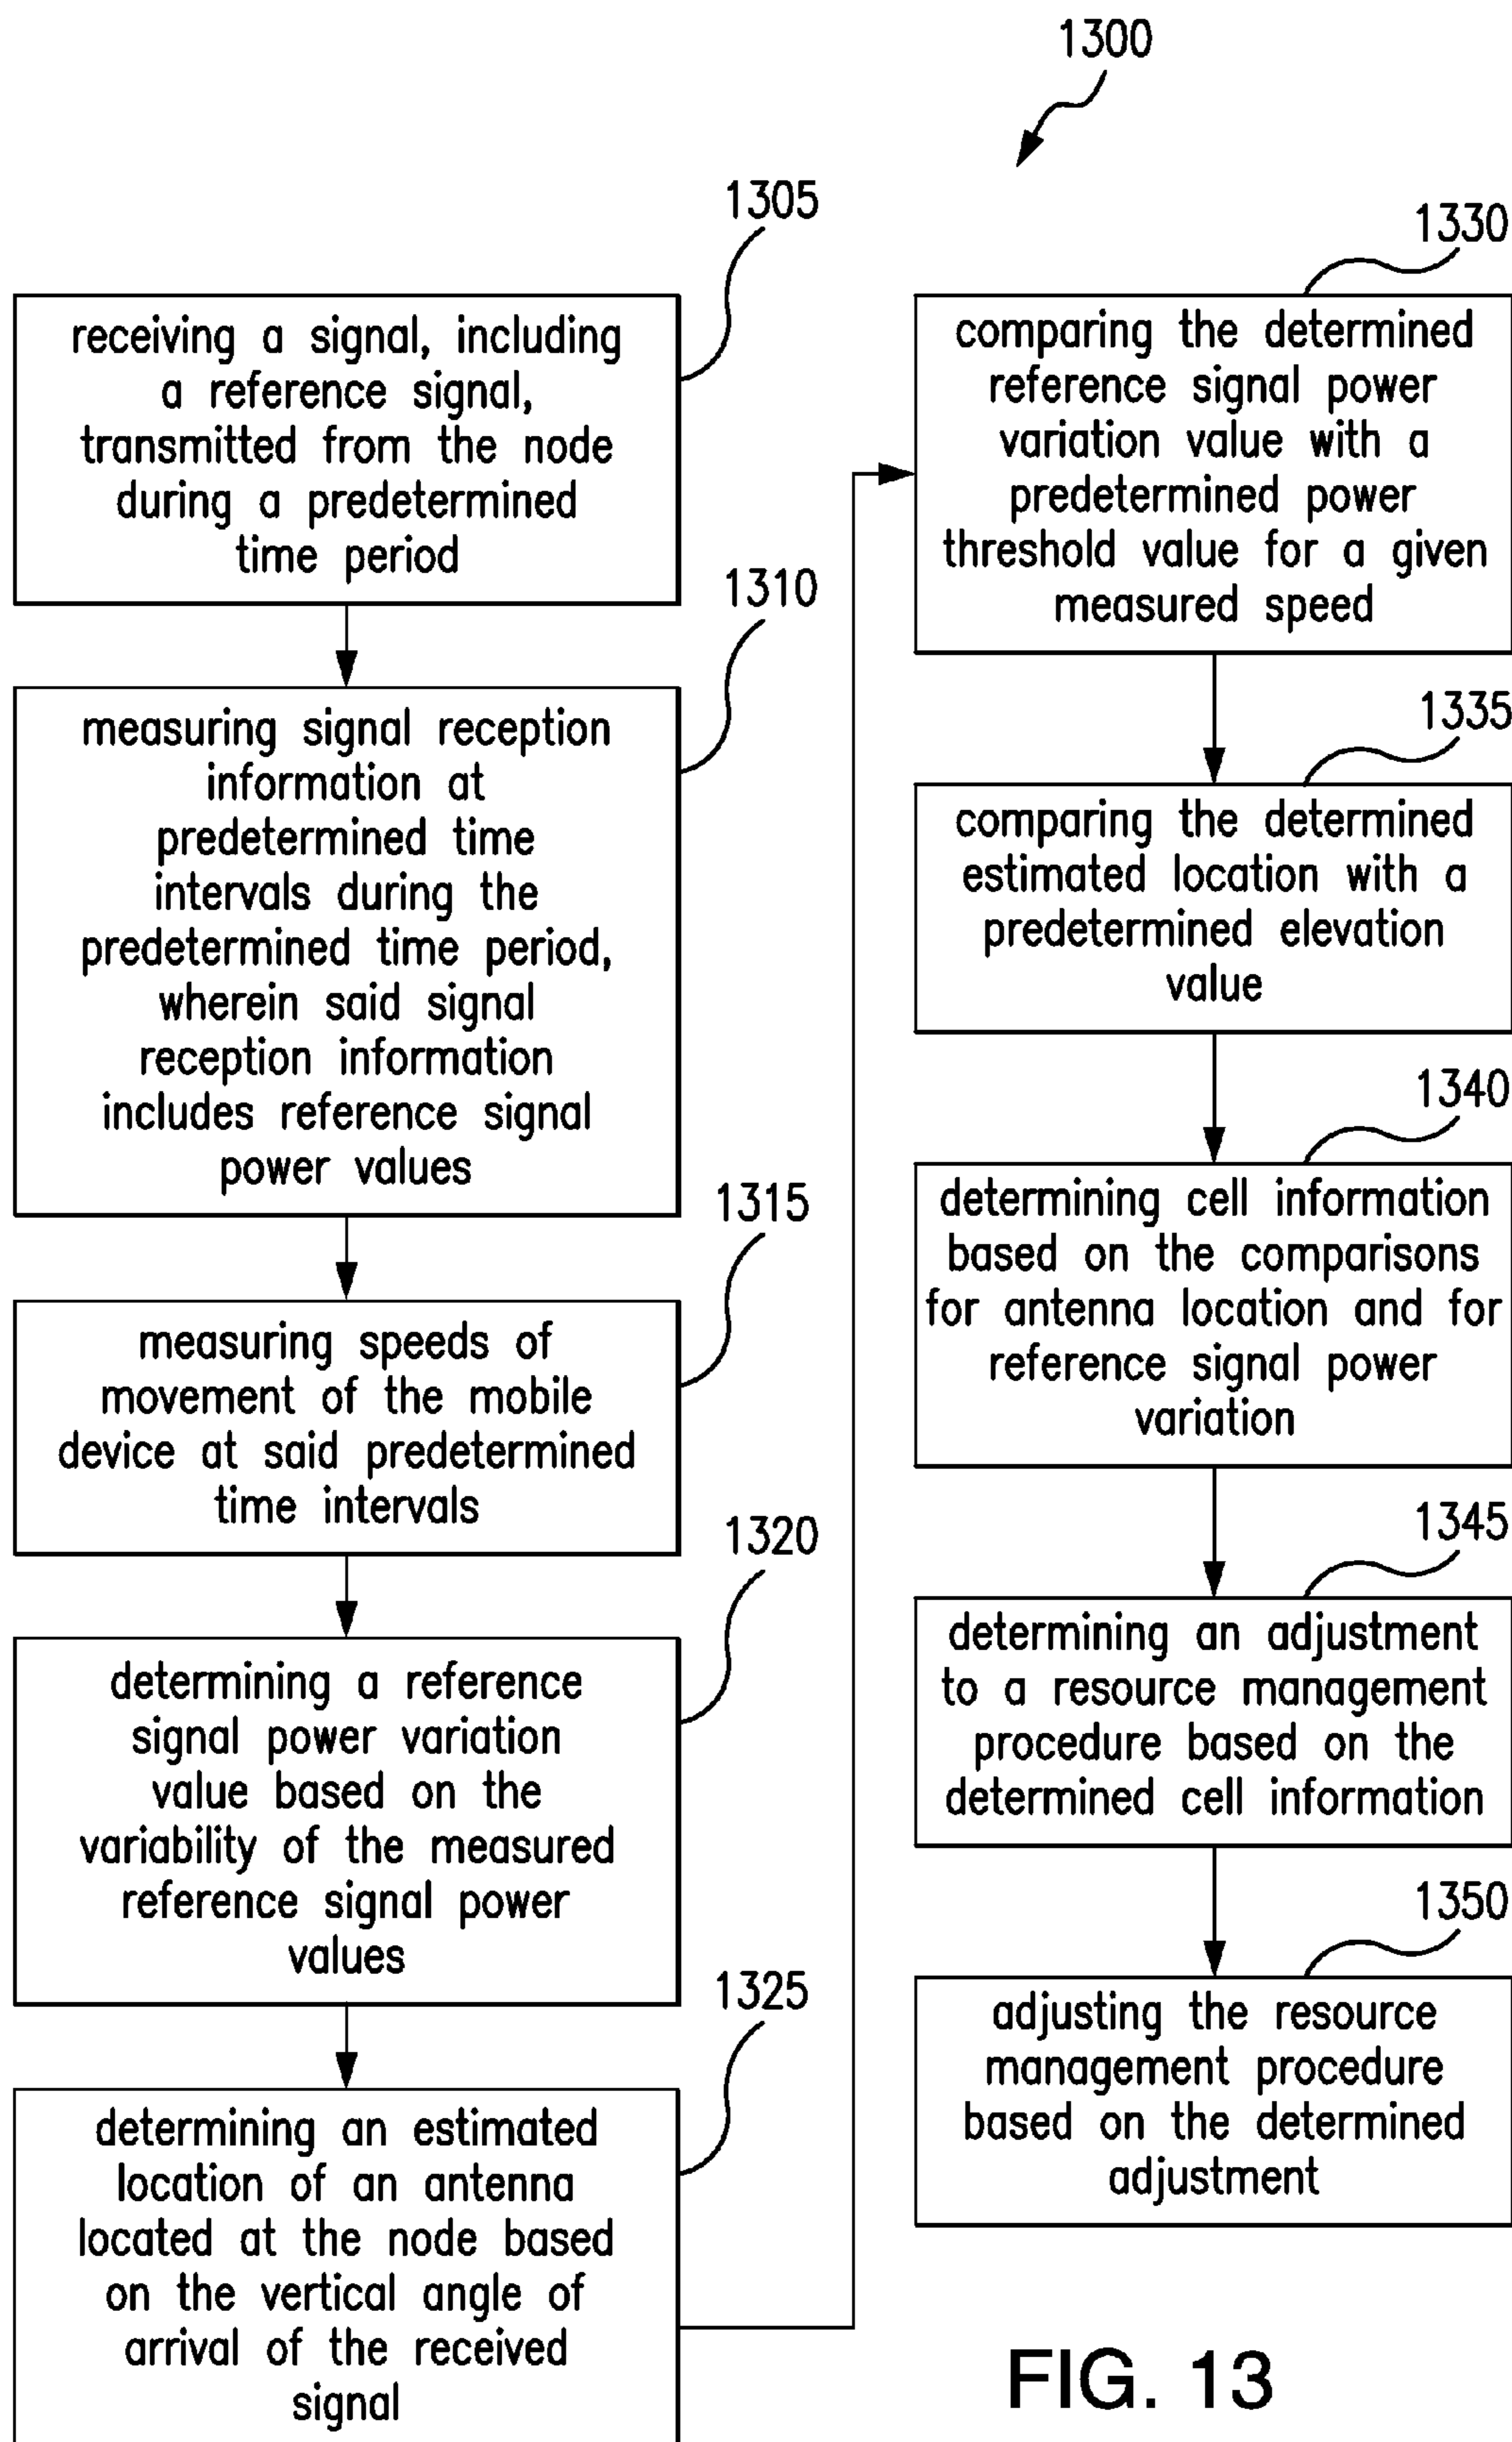 1300
1305
receiving a signal, including
a reference signal,
transmitted from the node
during a predetermined
time period
1310
measuring signal reception
information at
predetermined time
intervals during the
predetermined time period,
wherein said signal
reception information
includes reference signal
power values
1315
measuring speeds of
movement of the mobile
device at said predetermined
time intervals
1320
determining a reference
signal power variation
value based on the
variability of the measured
reference signal power
values
1325
determining an estimated
location of an antenna
located at the node based
on the vertical angle of
arrival of the received
signal
1330
comparing the determined
reference signal power
variation value with a
predetermined power
threshold value for a given
measured speed
1335
comparing the determined
estimated location with a
predetermined elevation
value
1340
determining cell information
based on the comparisons
for antenna location and for
reference signal power
variation
1345
determining an adjustment
to a resource management
procedure based on the
determined cell information
1350
adjusting the resource
management procedure
based on the determined
adjustment
FIG. 13